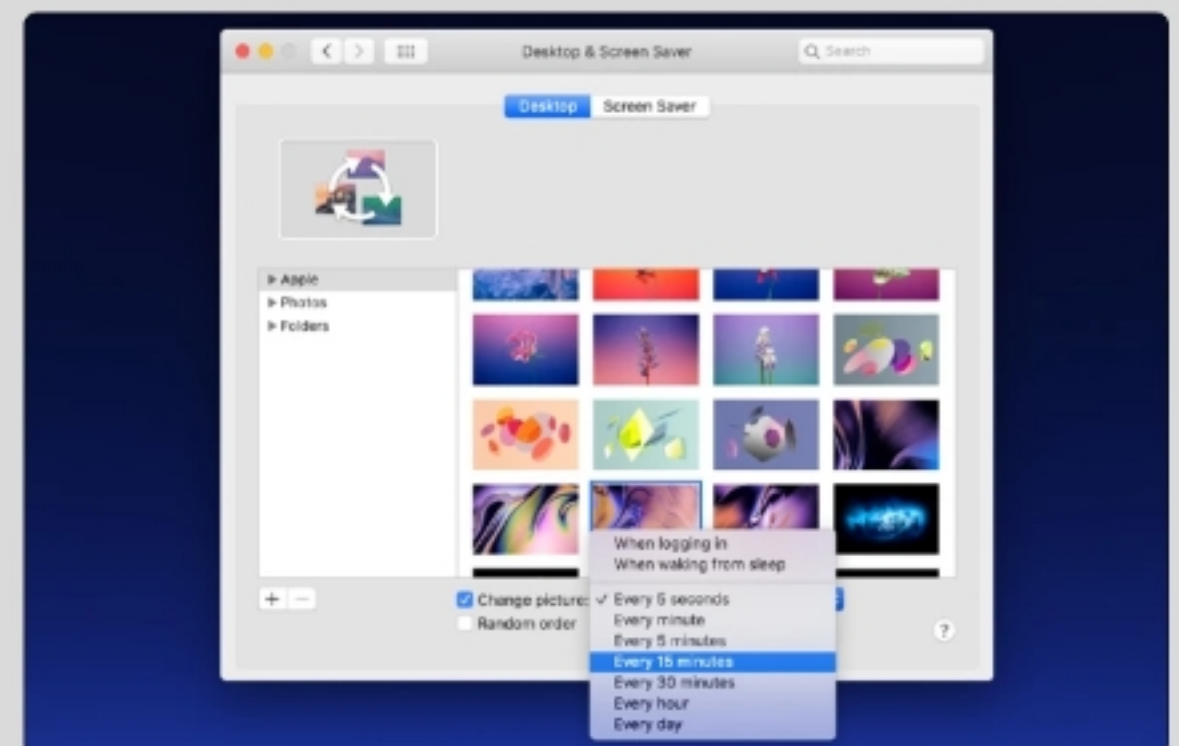 Desktop & Screen Saver
Search
Desktop Screen Saver
Apple
Photos
Folders
When logging in
When waking from sleep
Change picture: ✓ Every 5 seconds
Random order
Every minute
Every 5 minutes
Every 15 minutes
Every 30 minutes
Every hour
Every day
?